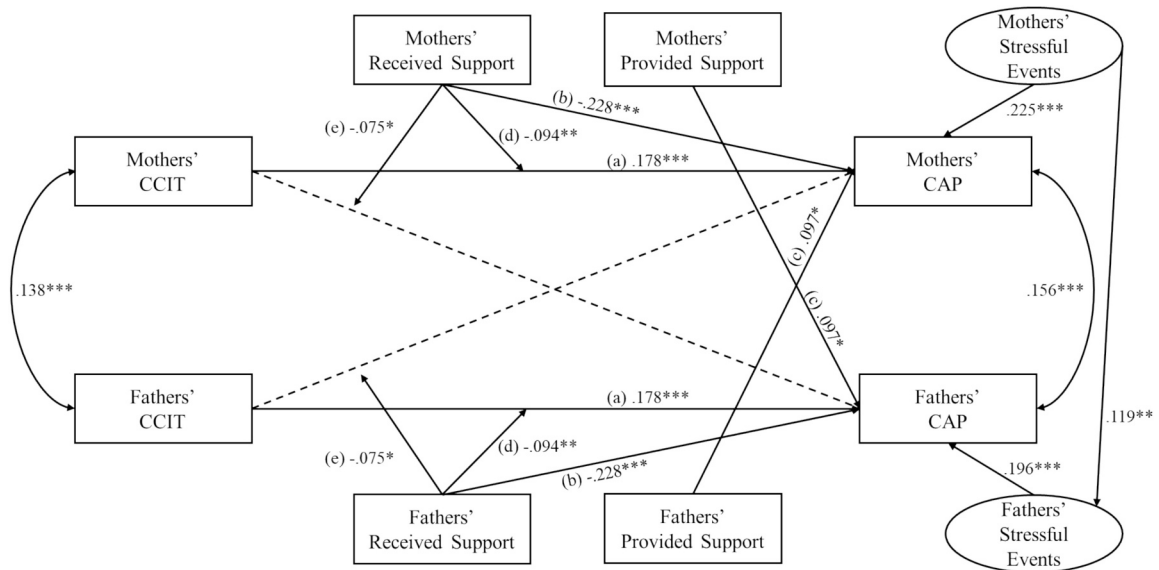 Mothers'
Received Support
Mothers'
Provided Support
Mothers'
Stressful
Events
(b) -.228***
(e) -.075*
(d) -.094**
.225***
Mothers'
CCIT
(a) .178***
Mothers'
CAP
(c) .097*
(c) .097*
.138***
.156***
Fathers'
CCIT
(a) .178***
Fathers'
CAP
.119**
(e) -.075*
(d) -.094**
(b) -.228***
.196***
Fathers'
Received Support
Fathers'
Provided Support
Fathers'
Stressful
Events